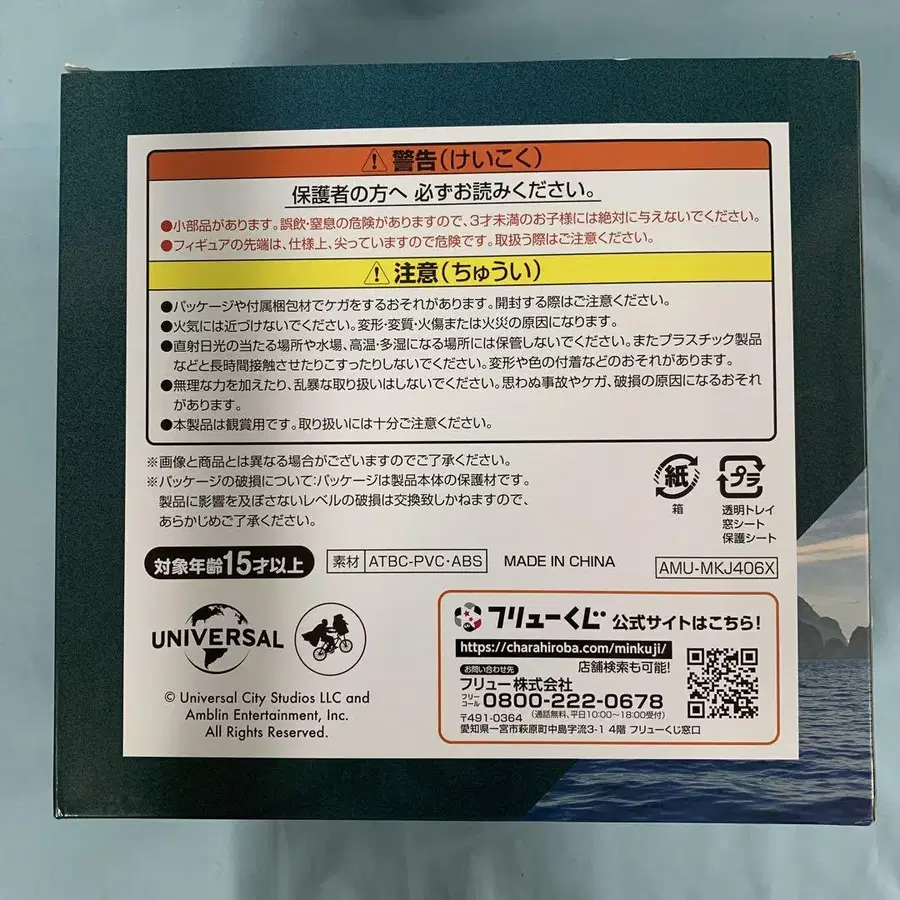 警告(けいこく)
保護者の方へ 必ずお読みください。
●小部品があります。誤飲・窒息の危険がありますので、3才未満のお子様には絶対に与えないでください。
●フィギュアの先端は、仕様上、尖っていますので危険です。取扱う際はご注意ください。
注意(ちゅうい)
●パッケージや付属梱包材でケガをするおそれがあります。開封する際はご注意ください。
●火気には近づけないでください。変形・変質・火傷または火災の原因になります。
●直射日光の当たる場所や水場、高温・多湿になる場所には保管しないでください。またプラスチック製品
などと長時間接触させたりこすったりしないでください。変形や色の付着などのおそれがあります。
●無理な力を加えたり、乱暴な取り扱いはしないでください。思わぬ事故やケガ、破損の原因になるおそれ
があります。
●本製品は観賞用です。取り扱いには十分ご注意ください。
※画像と商品とは異なる場合がございますのでご了承ください。
※パッケージの破損について:パッケージは製品本体の保護材です。
製品に影響を及ぼさないレベルの破損は交換致しかねますので、
あらかじめご了承ください。
紙
箱
プラ
透明トレイ
窓シート
保護シート
対象年齢15才以上
素材 ATBC-PVC・ABS
MADE IN CHINA
AMU-MKJ406X
UNIVERSAL
© Universal City Studios LLC and
Amblin Entertainment, Inc.
All Rights Reserved.
フリューくじ 公式サイトはこちら!
https://charahiroba.com/minkuji/
店舗検索も可能!
お問い合わせ先
フリュー株式会社
フリーコール 0800-222-0678
〒491-0364 (通話無料、平日10:00~18:00受付)
愛知県一宮市萩原町中島字流3-1 4階 フリューくじ窓口